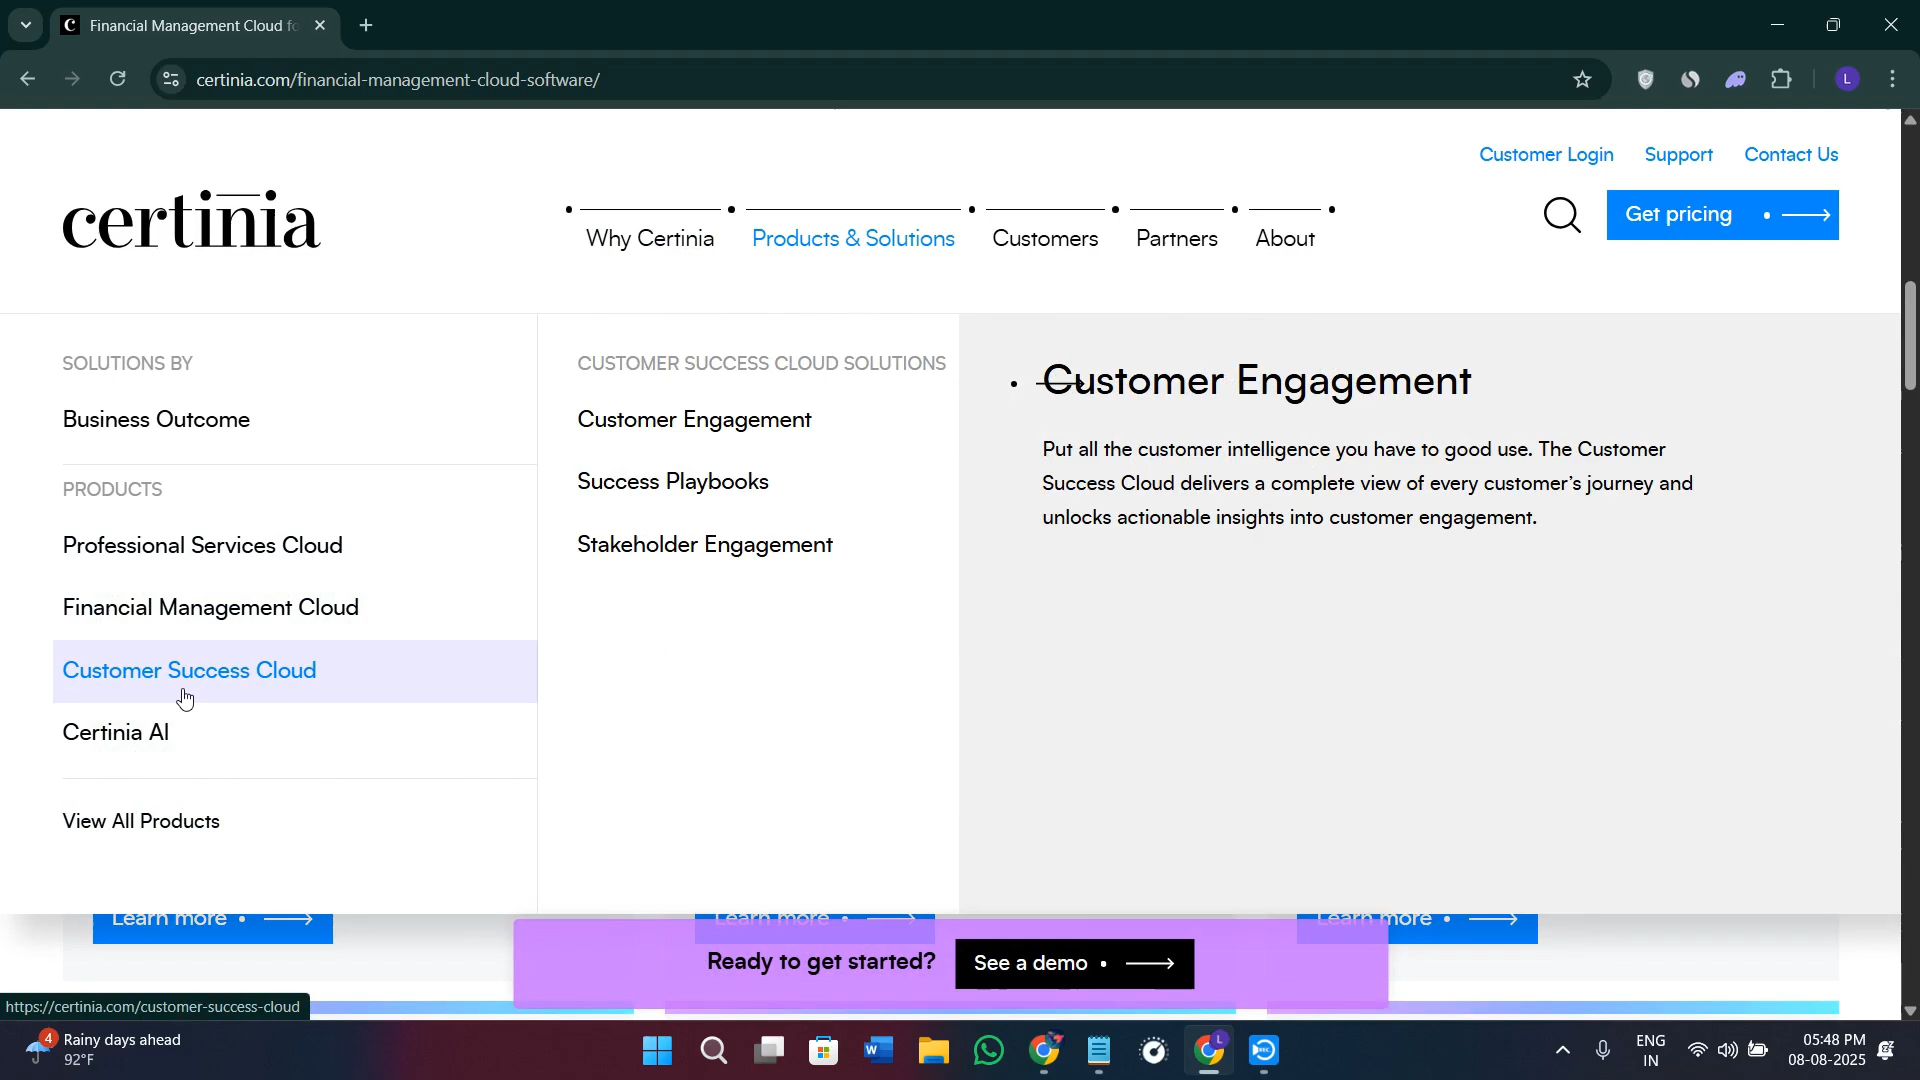 Financial Management Cloud fo
certinia.com/financial-management-cloud-software/
L
Customer Login
Support
Contact Us
certinia
Why Certinia
Products & Solutions
Customers
Partners
About
Get pricing
SOLUTIONS BY
Business Outcome
PRODUCTS
Professional Services Cloud
Financial Management Cloud
Customer Success Cloud
Certinia AI
View All Products
CUSTOMER SUCCESS CLOUD SOLUTIONS
Customer Engagement
Success Playbooks
Stakeholder Engagement
Customer Engagement
Put all the customer intelligence you have to good use. The Customer
Success Cloud delivers a complete view of every customer’s journey and
unlocks actionable insights into customer engagement.
Learn more
Learn more
Learn more
Ready to get started?
See a demo
https://certinia.com/customer-success-cloud
4
Rainy days ahead
92°F
ENG
IN
05:48 PM
08-08-2025